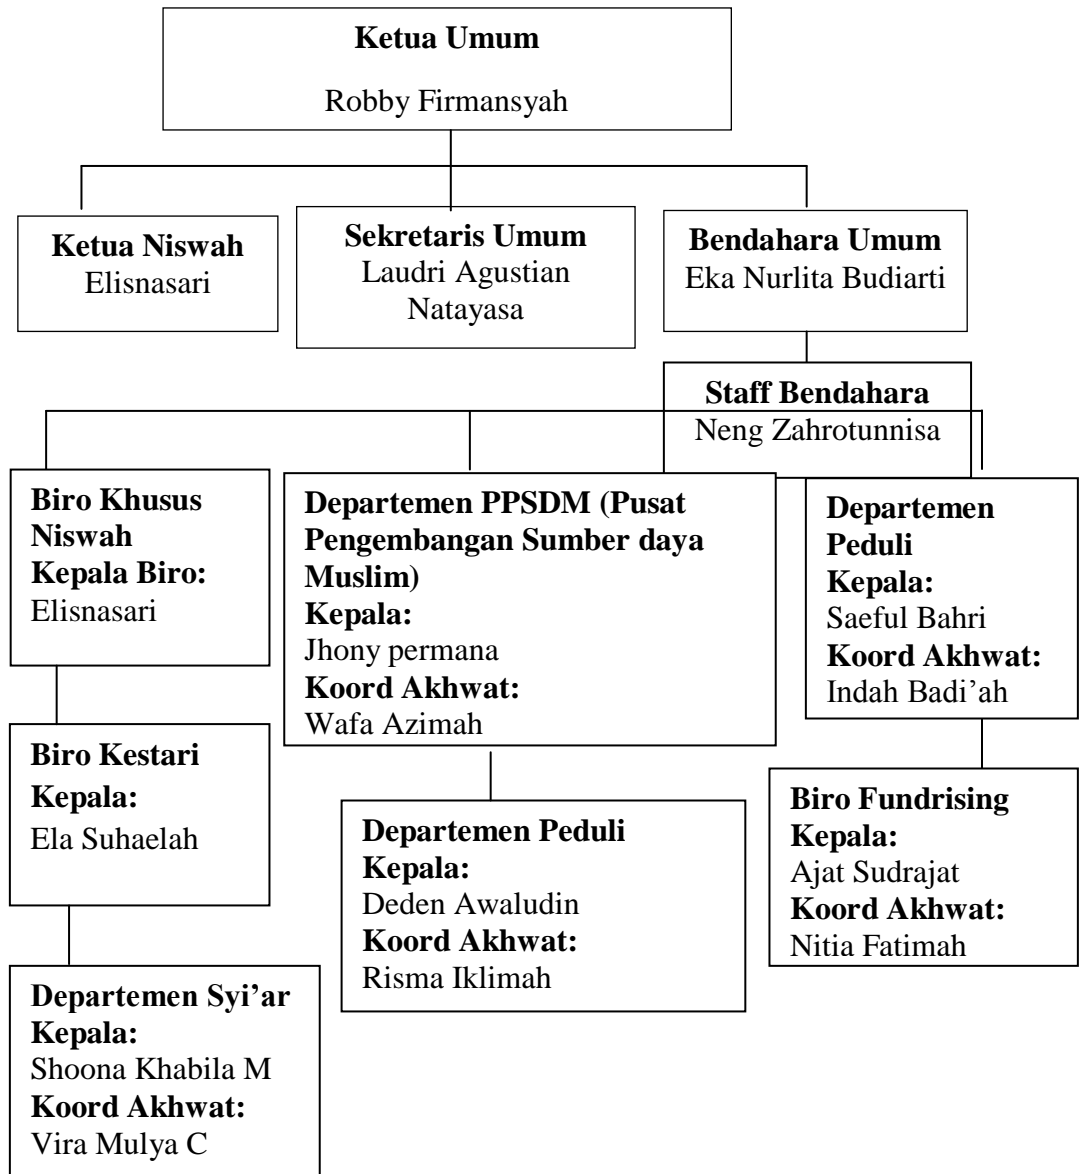 Ketua Umum
Robby Firmansyah
Ketua Niswah
Elisnasari
Sekretaris Umum
Laudri Agustian
Natayasa
Bendahara Umum
Eka Nurlita Budiarti
Staff Bendahara
Neng Zahrotunnisa
Biro Khusus
Niswah
Kepala Biro:
Elisnasari
Departemen PPSDM (Pusat
Pengembangan Sumber daya
Muslim)
Kepala:
Jhony permana
Koord Akhwat:
Wafa Azimah
Departemen
Peduli
Kepala:
Saeful Bahri
Koord Akhwat:
Indah Badi’ah
Biro Kestari
Kepala:
Ela Suhaelah
Departemen Peduli
Kepala:
Deden Awaludin
Koord Akhwat:
Risma Iklimah
Biro Fundrising
Kepala:
Ajat Sudrajat
Koord Akhwat:
Nitia Fatimah
Departemen Syi’ar
Kepala:
Shoona Khabila M
Koord Akhwat:
Vira Mulya C